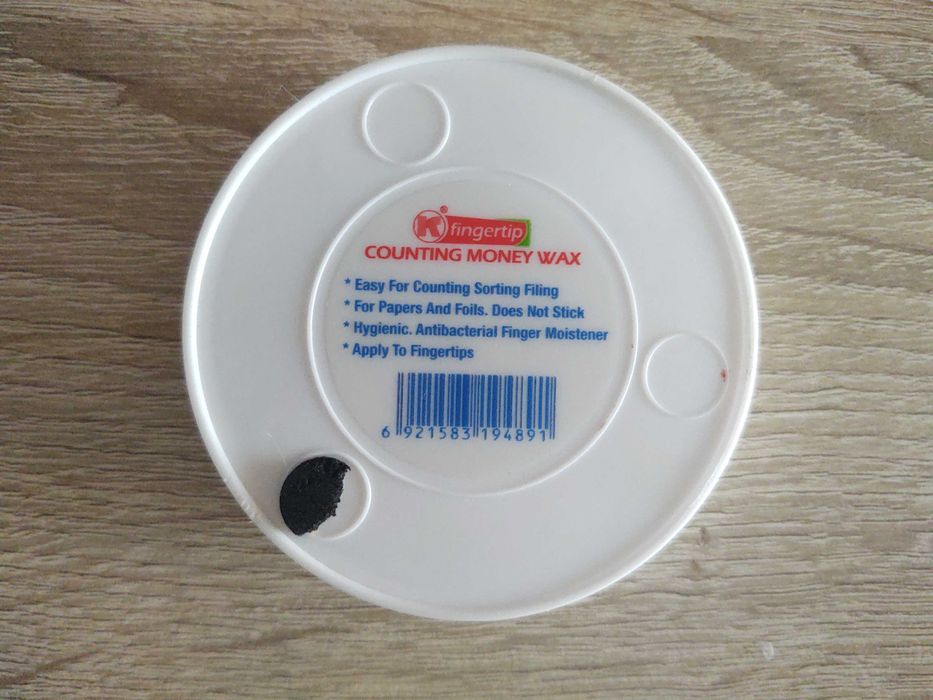 K® fingertip
COUNTING MONEY WAX
* Easy For Counting Sorting Filing
* For Papers And Foils. Does Not Stick
* Hygienic. Antibacterial Finger Moistener
* Apply To Fingertips
6 921583 194891